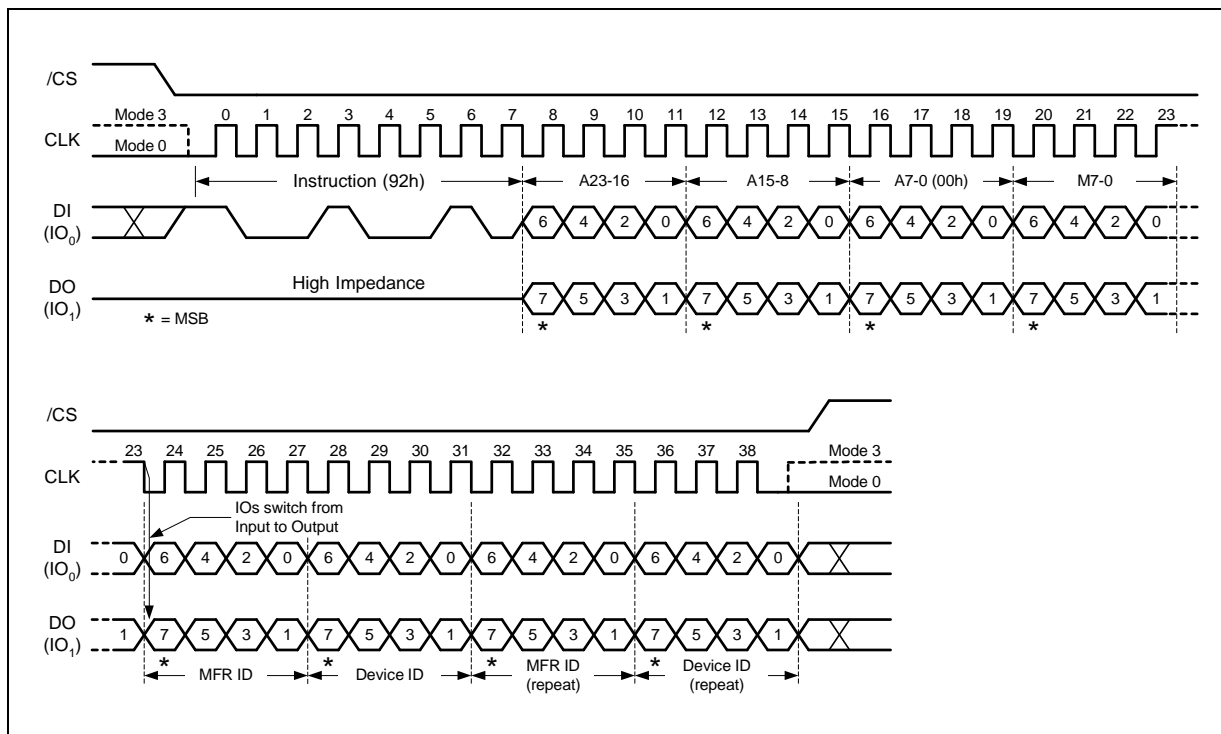 /CS
Mode 3 0 1 2 3 4 5 6 7 8 9 10 11 12 13 14 15 16 17 18 19 20 21 22 23
CLK
Mode 0
Instruction (92h) A23-16 A15-8 A7-0 (00h) M7-0
DI
(IO0) 6 4 2 0 6 4 2 0 6 4 2 0 6 4 2 0
High Impedance
DO
(IO1) 7 5 3 1 7 5 3 1 7 5 3 1 7 5 3 1
* = MSB * * * *
/CS
23 24 25 26 27 28 29 30 31 32 33 34 35 36 37 38 Mode 3
CLK
Mode 0
IOs switch from
Input to Output
DI
(IO0) 0 6 4 2 0 6 4 2 0 6 4 2 0 6 4 2 0
DO
(IO1) 1 7 5 3 1 7 5 3 1 7 5 3 1 7 5 3 1
* * * *
MFR ID Device ID MFR ID
(repeat) Device ID
(repeat)